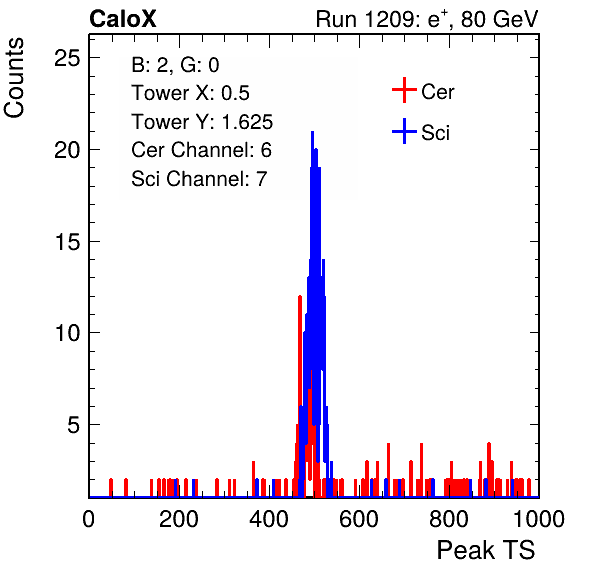 CaloX Run 1209: e⁺, 80 GeV
Counts
B: 2, G: 0
Tower X: 0.5
Tower Y: 1.625
Cer Channel: 6
Sci Channel: 7
Cer
Sci
25
20
15
10
5
0 200 400 600 800 1000
Peak TS